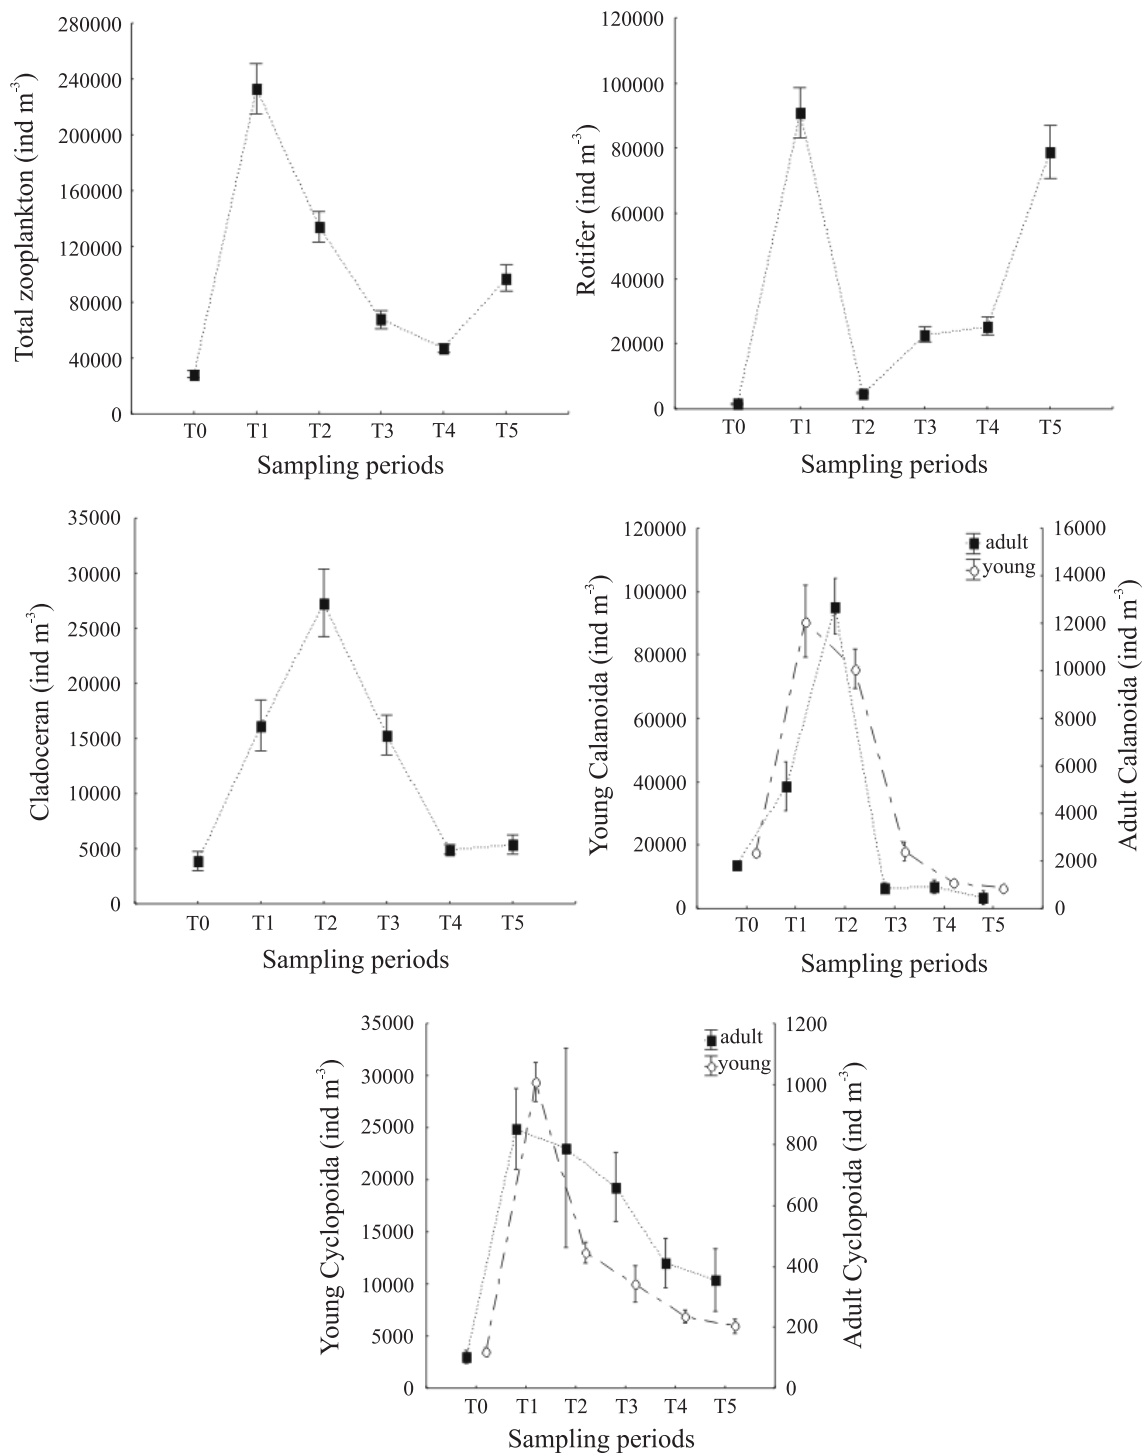 Total zooplankton (ind m-3)
280000
240000
200000
160000
120000
80000
40000
0
T0 T1 T2 T3 T4 T5
Sampling periods
Rotifer (ind m-3)
120000
100000
80000
60000
40000
20000
0
T0 T1 T2 T3 T4 T5
Sampling periods
Cladoceran (ind m-3)
35000
30000
25000
20000
15000
10000
5000
0
T0 T1 T2 T3 T4 T5
Sampling periods
Young Calanoida (ind m-3)
120000
100000
80000
60000
40000
20000
0
adult
young
16000
14000
12000
10000
8000
6000
4000
2000
0
Adult Calanoida (ind m-3)
T0 T1 T2 T3 T4 T5
Sampling periods
Young Cyclopoida (ind m-3)
35000
30000
25000
20000
15000
10000
5000
0
adult
young
1200
1000
800
600
400
200
0
Adult Cyclopoida (ind m-3)
T0 T1 T2 T3 T4 T5
Sampling periods